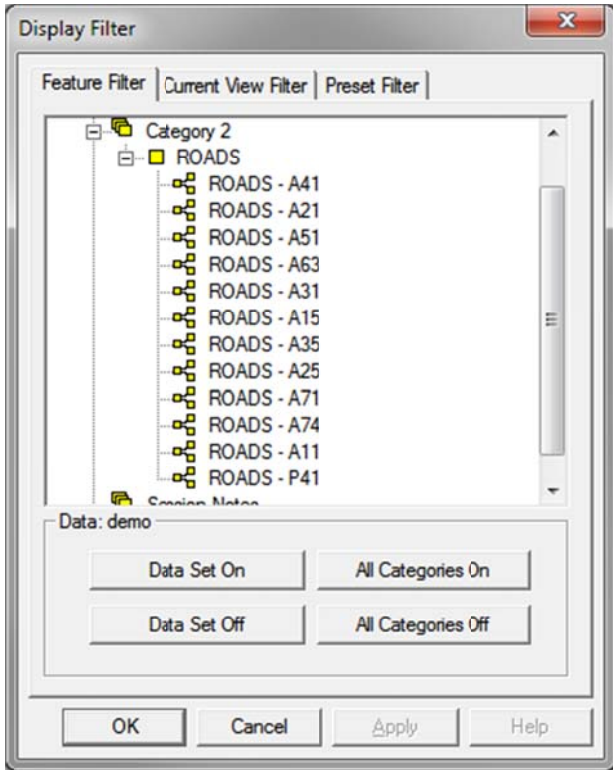 Display Filter
Feature Filter Current View Filter Preset Filter
Category 2
ROADS
ROADS - A41
ROADS - A21
ROADS - A51
ROADS - A63
ROADS - A31
ROADS - A15
ROADS - A35
ROADS - A25
ROADS - A71
ROADS - A74
ROADS - A11
ROADS - P41
Session Notes
Data: demo
Data Set On All Categories On
Data Set Off All Categories Off
OK Cancel Apply Help